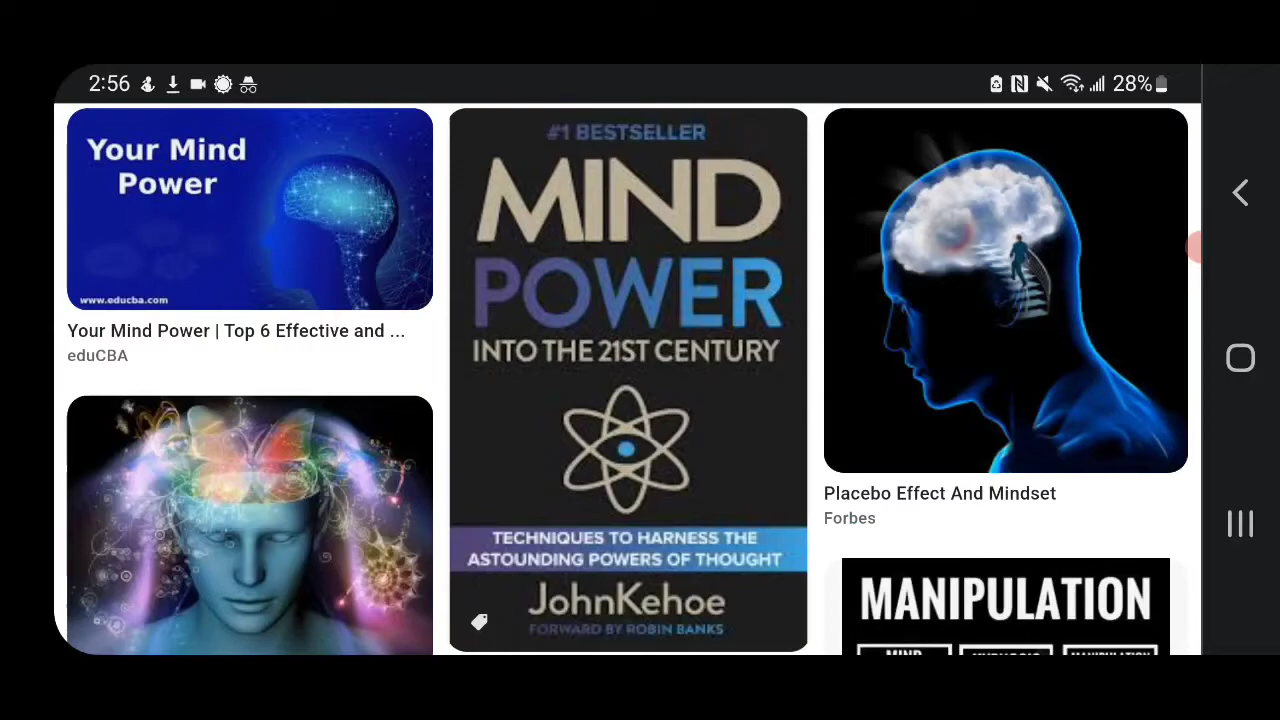 2:56
28%
Your Mind
Power
www.educba.com
Your Mind Power | Top 6 Effective and ...
eduCBA
#1 BESTSELLER
MIND
POWER
INTO THE 21ST CENTURY
TECHNIQUES TO HARNESS THE
ASTOUNDING POWERS OF THOUGHT
JohnKehoe
FORWARD BY ROBIN BANKS
Placebo Effect And Mindset
Forbes
MANIPULATION
MIND